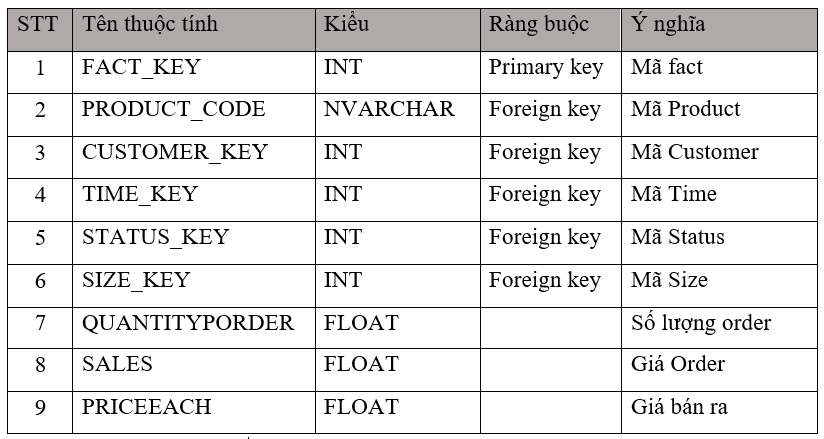 STT Tên thuộc tính Kiểu Ràng buộc Ý nghĩa
1 FACT_KEY INT Primary key Mã fact
2 PRODUCT_CODE NVARCHAR Foreign key Mã Product
3 CUSTOMER_KEY INT Foreign key Mã Customer
4 TIME_KEY INT Foreign key Mã Time
5 STATUS_KEY INT Foreign key Mã Status
6 SIZE_KEY INT Foreign key Mã Size
7 QUANTITYPORDER FLOAT Số lượng order
8 SALES FLOAT Giá Order
9 PRICEEACH FLOAT Giá bán ra